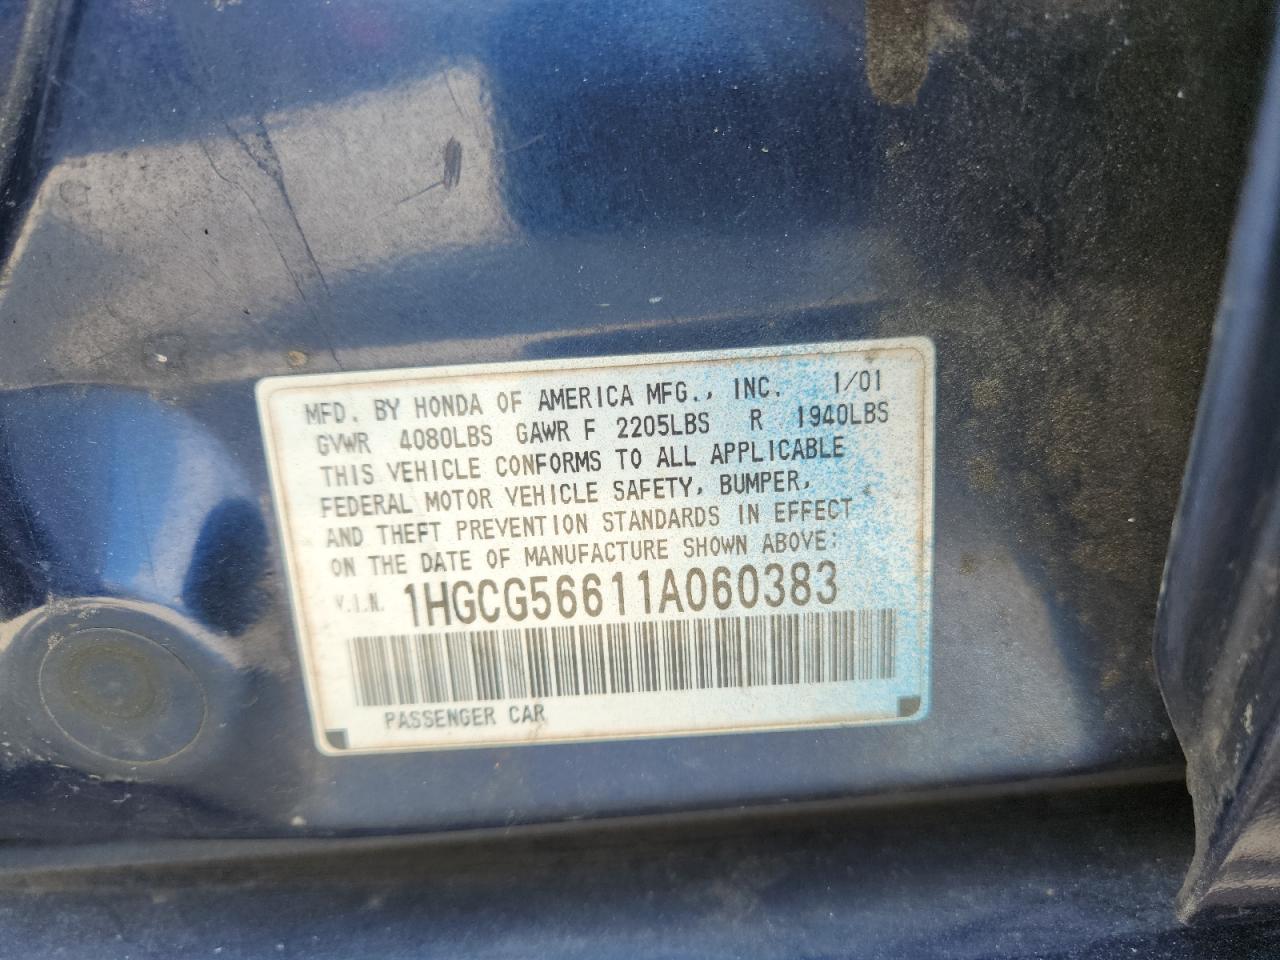 MFD. BY HONDA OF AMERICA MFG., INC. 1/01
GVWR 4080LBS GAWR F 2205LBS R 1940LBS
THIS VEHICLE CONFORMS TO ALL APPLICABLE
FEDERAL MOTOR VEHICLE SAFETY, BUMPER,
AND THEFT PREVENTION STANDARDS IN EFFECT
ON THE DATE OF MANUFACTURE SHOWN ABOVE:
V.I.N. 1HGCG56611A060383
PASSENGER CAR